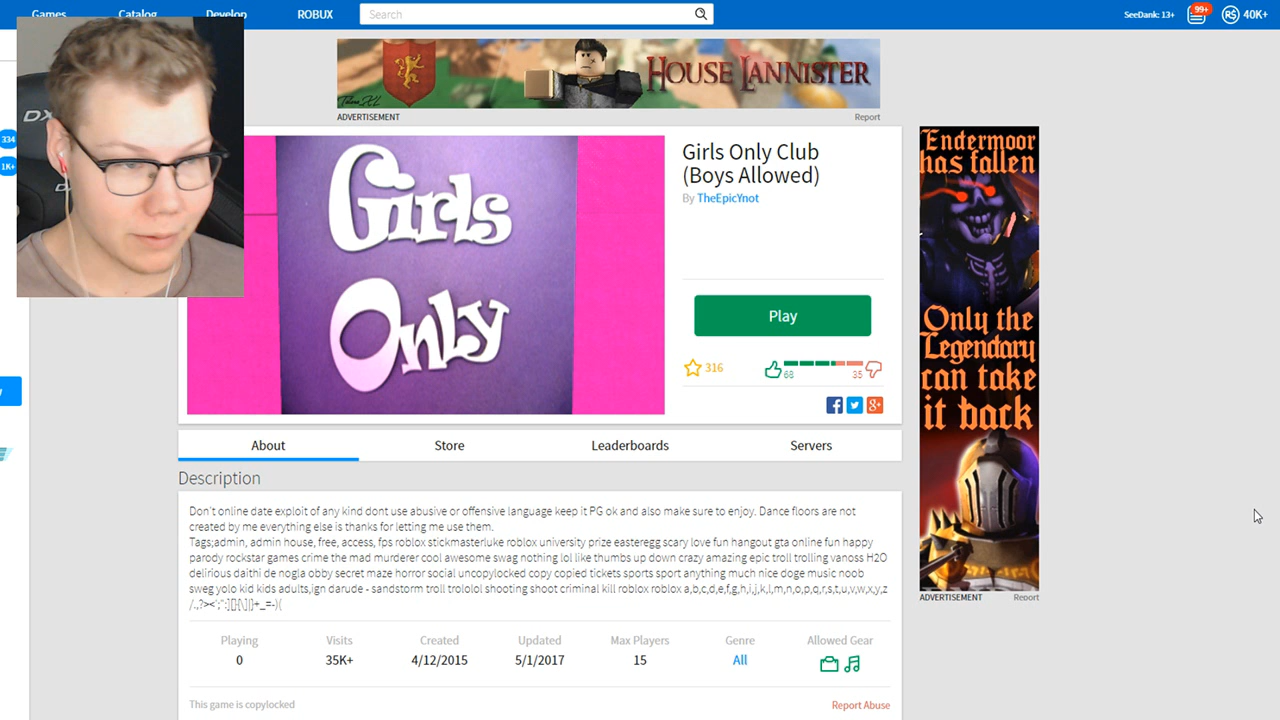 Games Catalog Develop ROBUX Search SeeDank: 13+ 99+ R$ 40K+
DX
334
1K+
HOUSE LANNISTER
ADVERTISEMENT Report
Girls
Only
Girls Only Club
(Boys Allowed)
By TheEpicYnot
Play
316 68 35
Endermoor
has fallen
Only the
Legendary
can take
it back
ADVERTISEMENT Report
About Store Leaderboards Servers
Description
Don't online date exploit of any kind dont use abusive or offensive language keep it PG ok and also make sure to enjoy. Dance floors are not
created by me everything else is thanks for letting me use them.
Tags;admin, admin house, free, access, fps roblox stickmasterluke roblox university prize easteregg scary love fun hangout gta online fun happy
parody rockstar games crime the mad murderer cool awesome swag nothing lol like thumbs up down crazy amazing epic troll trolling vanoss H2O
delirious daithi de nogla obby secret maze horror social uncopylocked copy copied tickets sports sport anything much nice doge music noob
sweg yolo kid kids adults,ign darude - sandstorm troll trololol shooting shoot criminal kill roblox roblox a,b,c,d,e,f,g,h,i,j,k,l,m,n,o,p,q,r,s,t,u,v,w,x,y,z
Playing Visits Created Updated Max Players Genre Allowed Gear
0 35K+ 4/12/2015 5/1/2017 15 All
This game is copylocked Report Abuse